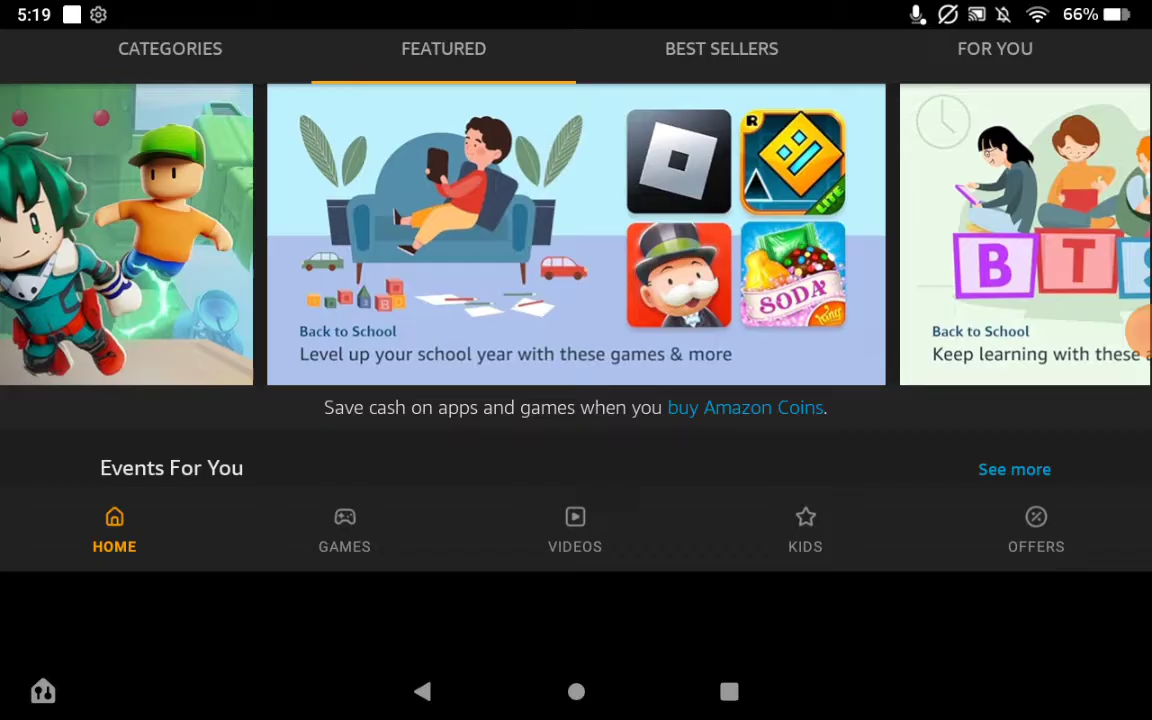 5:19
66%
CATEGORIES
FEATURED
BEST SELLERS
FOR YOU
R
LITE
SODA
King
B T S
Back to School
Level up your school year with these games & more
Back to School
Keep learning with these
Save cash on apps and games when you buy Amazon Coins.
Events For You
See more
HOME
GAMES
VIDEOS
KIDS
OFFERS